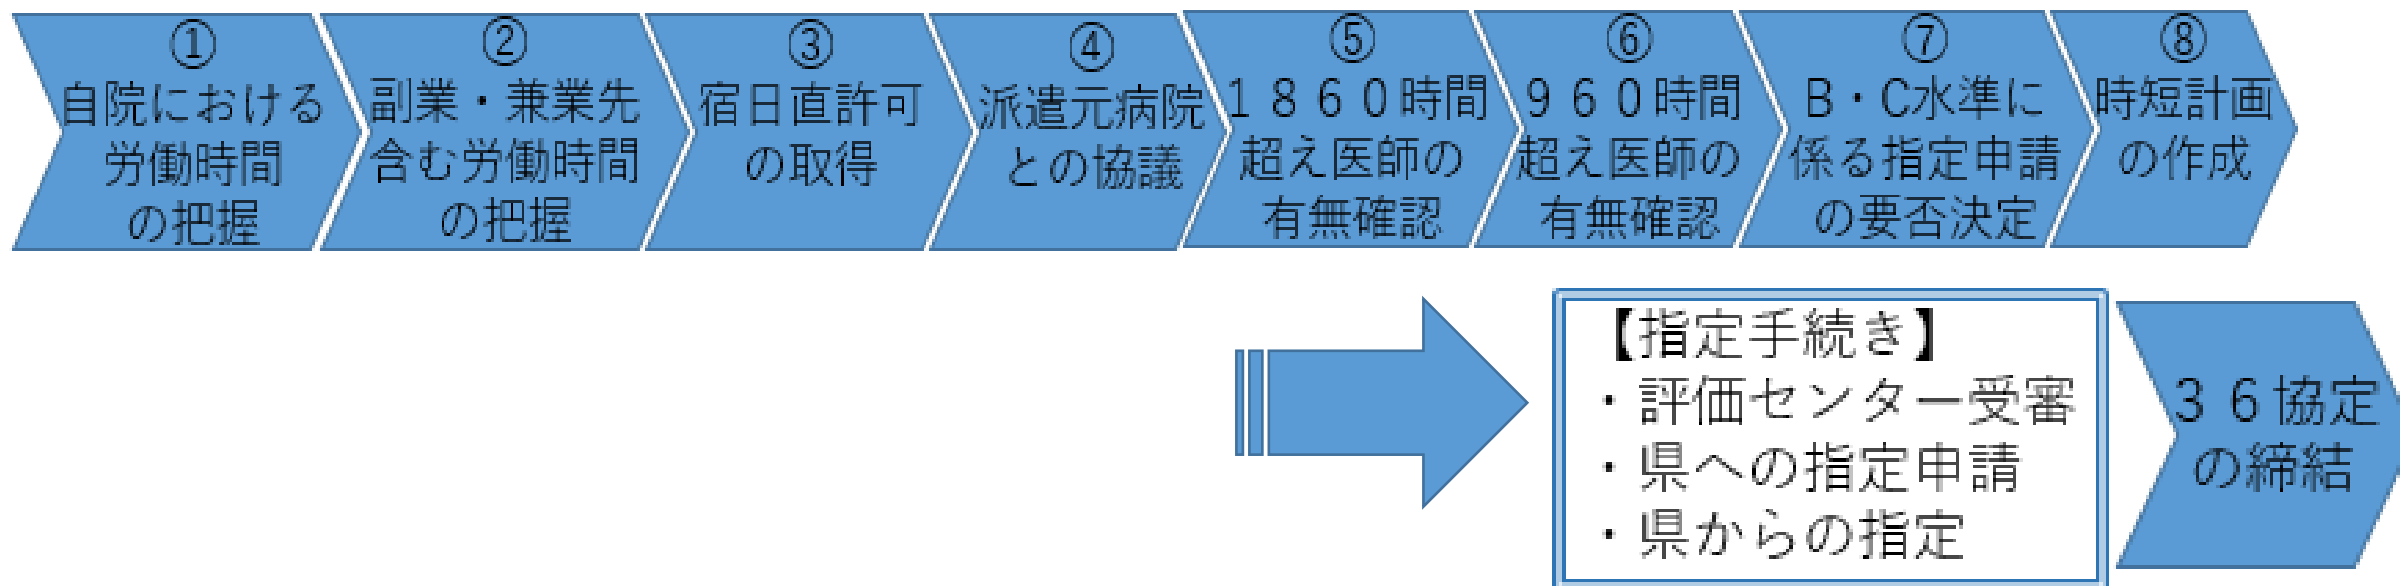 ①
自院における
労働時間
の把握
②
副業・兼業先
含む労働時間
の把握
③
宿日直許可
の取得
④
派遣元病院
との協議
⑤
1860時間
超え医師の
有無確認
⑥
960時間
超え医師の
有無確認
⑦
B・C水準に
係る指定申請
の要否決定
⑧
時短計画
の作成
【指定手続き】
・評価センター受審
・県への指定申請
・県からの指定
36協定
の締結